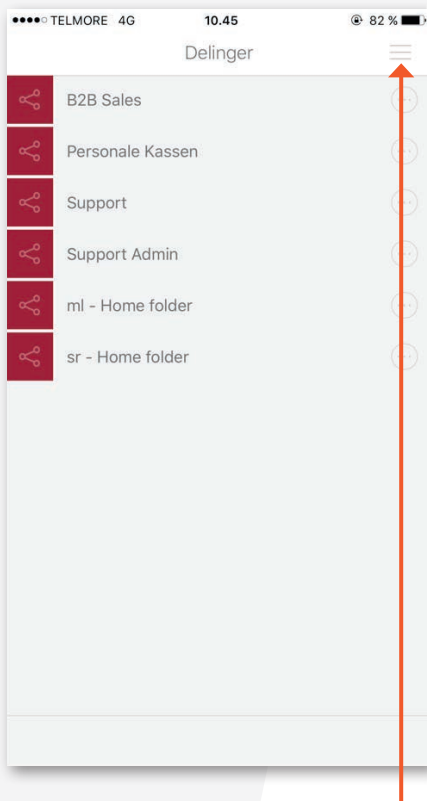 TELMORE 4G 10.45 82 %
Delinger
B2B Sales
Personale Kassen
Support
Support Admin
ml - Home folder
sr - Home folder